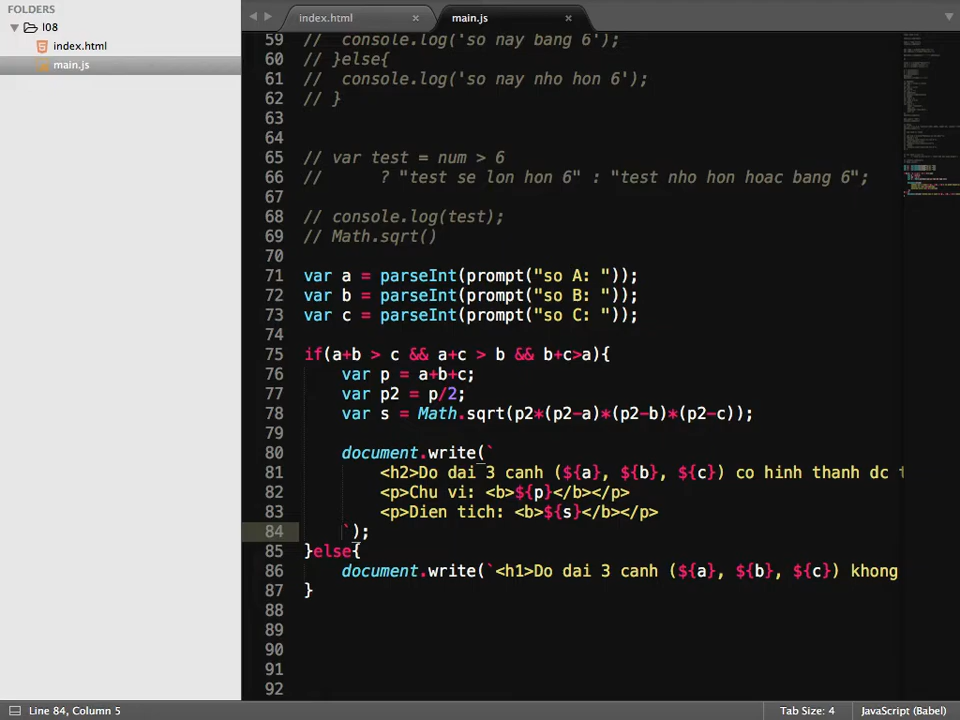 FOLDERS
l08
index.html
main.js
index.html ×
main.js ×
59 //  console.log('so nay bang 6');
60 // }else{
61 //  console.log('so nay nho hon 6');
62 // }
63
64
65 // var test = num > 6
66 //      ? "test se lon hon 6" : "test nho hon hoac bang 6";
67
68 // console.log(test);
69 // Math.sqrt()
70
71 var a = parseInt(prompt("so A: "));
72 var b = parseInt(prompt("so B: "));
73 var c = parseInt(prompt("so C: "));
74
75 if(a+b > c && a+c > b && b+c>a){
76     var p = a+b+c;
77     var p2 = p/2;
78     var s = Math.sqrt(p2*(p2-a)*(p2-b)*(p2-c));
79
80     document.write(`
81         <h2>Do dai 3 canh (${a}, ${b}, ${c}) co hinh thanh dc
82         <p>Chu vi: <b>${p}</b></p>
83         <p>Dien tich: <b>${s}</b></p>
84     `);
85 }else{
86     document.write(`<h1>Do dai 3 canh (${a}, ${b}, ${c}) khong
87 }
88
89
90
91
92
Line 84, Column 5
Tab Size: 4
JavaScript (Babel)